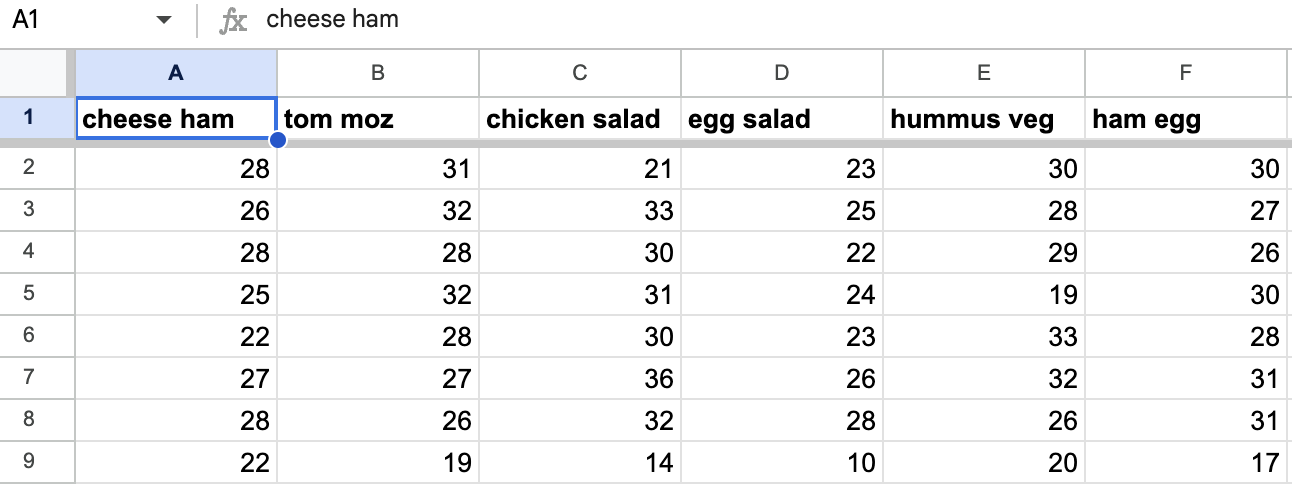 A1 fx cheese ham
A B C D E F
1 cheese ham tom moz chicken salad egg salad hummus veg ham egg
2 28 31 21 23 30 30
3 26 32 33 25 28 27
4 28 28 30 22 29 26
5 25 32 31 24 19 30
6 22 28 30 23 33 28
7 27 27 36 26 32 31
8 28 26 32 28 26 31
9 22 19 14 10 20 17